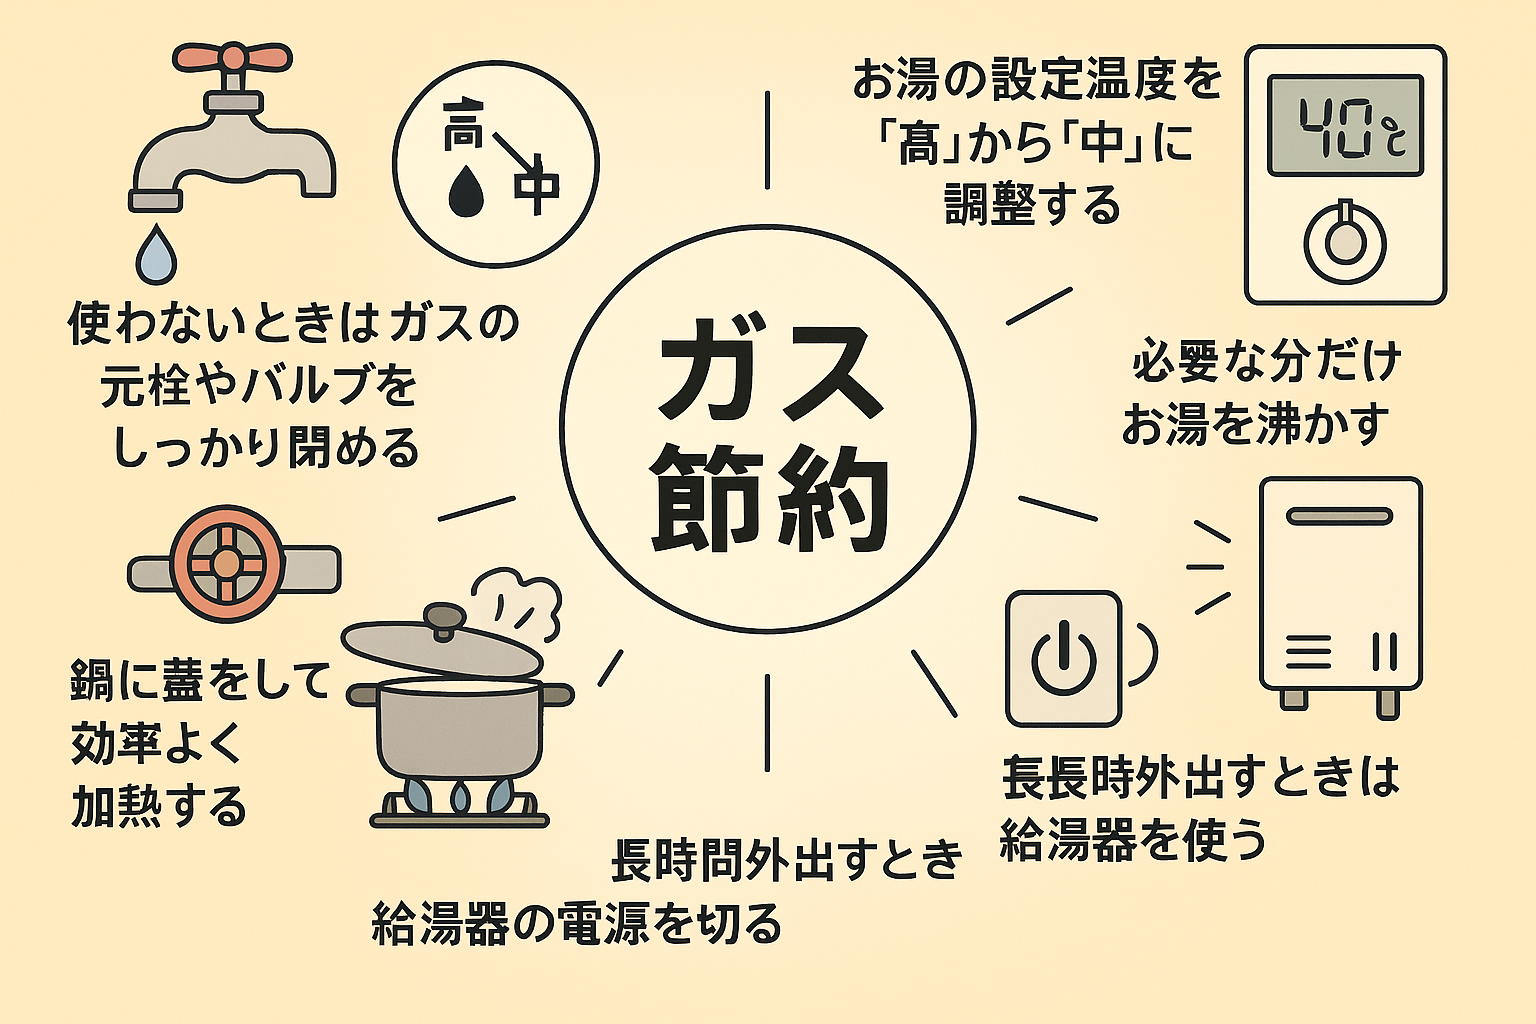 高
中
お湯の設定温度を
「髙」から「中」に
調整する
40℃
使わないときはガスの
元栓やバルブを
しっかり閉める
ガス
節約
必要な分だけ
お湯を沸かす
鍋に蓋をして
効率よく
加熱する
長長時外出すときは
給湯器を使う
長時問外出すとき
給湯器の電源を切る